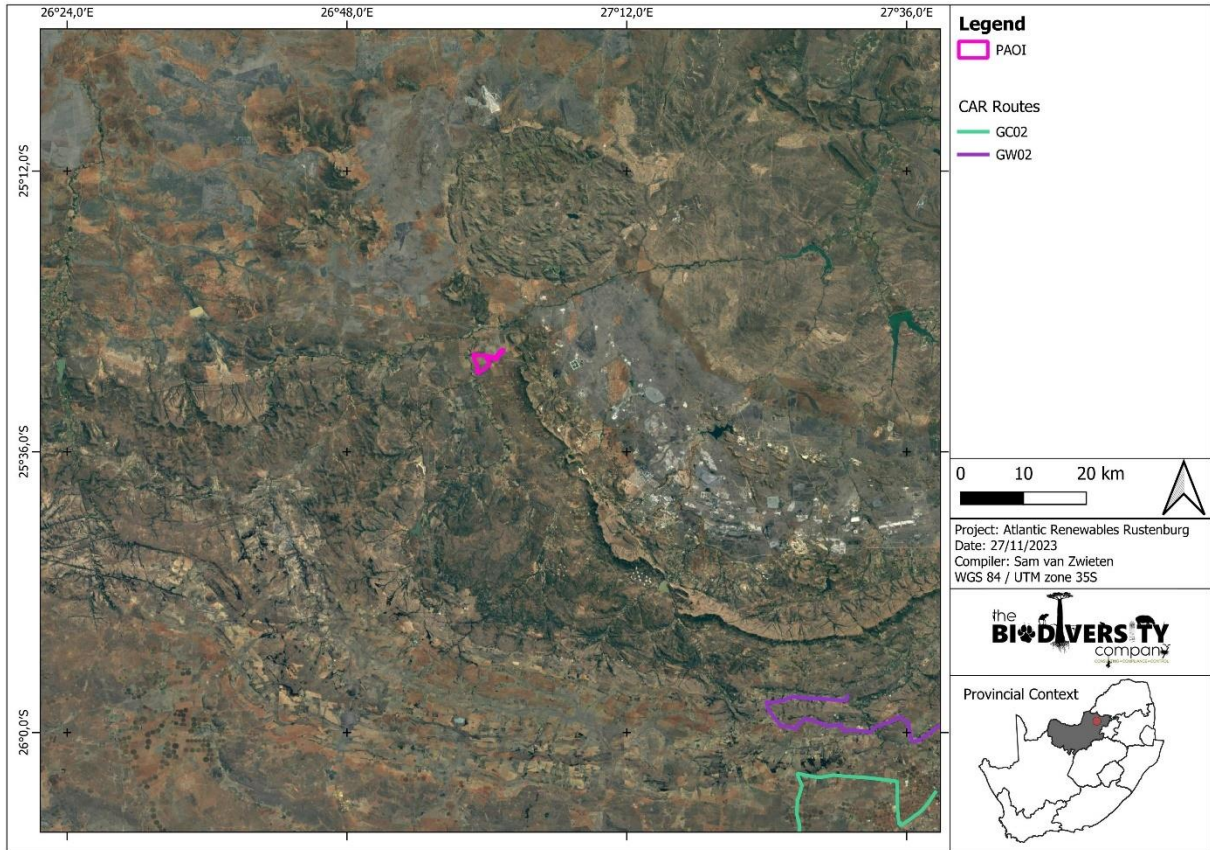 26°24,0′E 26°48,0′E 27°12,0′E 27°36,0′E
25°12,0′S
25°36,0′S
26°0,0′S
Legend
PAOI
CAR Routes
GC02
GW02
0 10 20 km
Project: Atlantic Renewables Rustenburg
Date: 27/11/2023
Compiler: Sam van Zwieten
WGS 84 / UTM zone 35S
the
BIODIVERSITY
company
Provincial Context